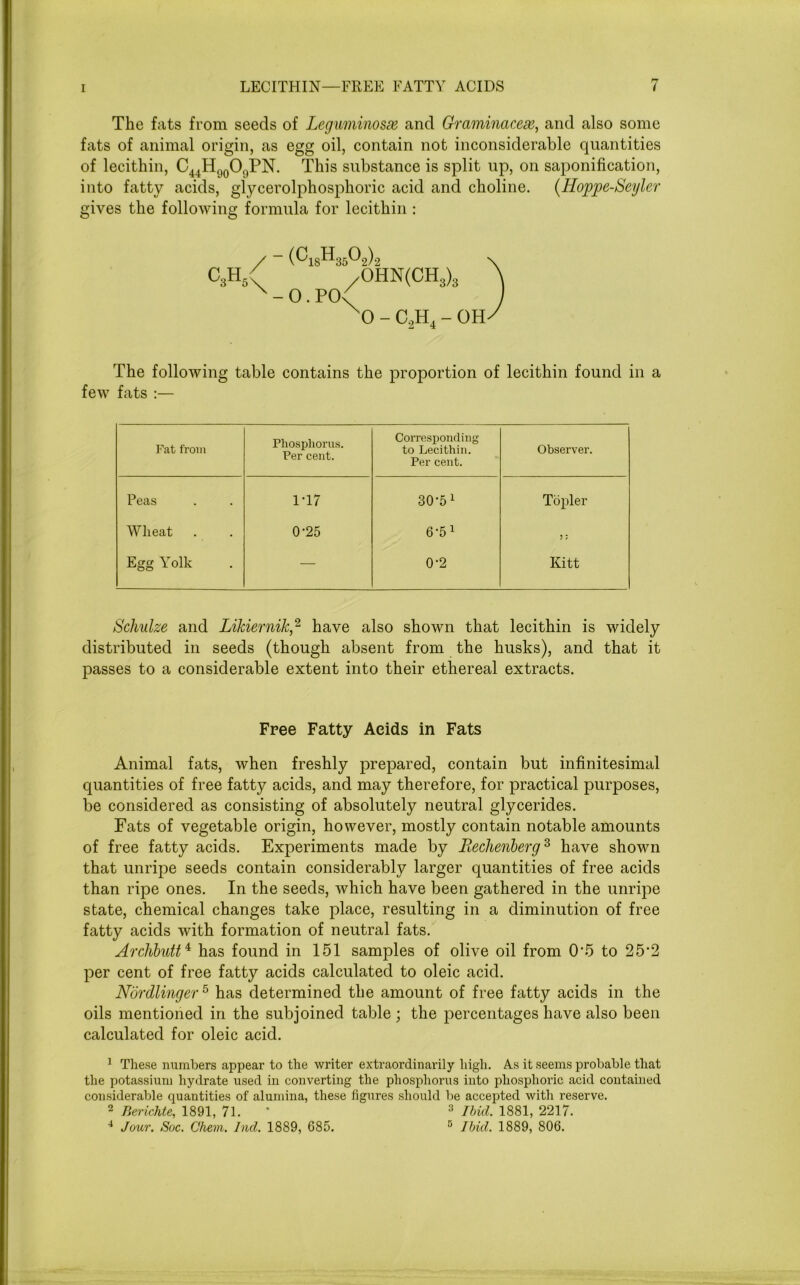 I LECITHIN—FREE FATTY ACIDS 7
The fats from seeds of Leguminosæ and Graminaceæ, and also some
fats of animal origin, as egg oil, contain not inconsiderable quantities
of lecithin, C₄₄H₉₀O₉PN. This substance is split up, on saponification,
into fatty acids, glycerolphosphoric acid and choline. (Hoppe-Seyler
gives the following formula for lecithin :
- (C₁₈H₃₅O₂)₂
C₃H₅ OHN(CH₃)₃
- O . PO
O - C₂H₄ - OH )
The following table contains the proportion of lecithin found in a
few fats :—
Fat from Phosphorus. Per cent. Corresponding to Lecithin. Per cent. Observer.
Peas . . 1·17 30·5¹ Töpler
Wheat . . 0·25 6·5¹ ,,
Egg Yolk . — 0·2 Kitt
Schulze and Likiernik,² have also shown that lecithin is widely
distributed in seeds (though absent from the husks), and that it
passes to a considerable extent into their ethereal extracts.
Free Fatty Acids in Fats
Animal fats, when freshly prepared, contain but infinitesimal
quantities of free fatty acids, and may therefore, for practical purposes,
be considered as consisting of absolutely neutral glycerides.
Fats of vegetable origin, however, mostly contain notable amounts
of free fatty acids. Experiments made by Rechenberg³ have shown
that unripe seeds contain considerably larger quantities of free acids
than ripe ones. In the seeds, which have been gathered in the unripe
state, chemical changes take place, resulting in a diminution of free
fatty acids with formation of neutral fats.
Archbutt⁴ has found in 151 samples of olive oil from 0·5 to 25·2
per cent of free fatty acids calculated to oleic acid.
Nördlinger⁵ has determined the amount of free fatty acids in the
oils mentioned in the subjoined table ; the percentages have also been
calculated for oleic acid.
¹ These numbers appear to the writer extraordinarily high. As it seems probable that
the potassium hydrate used in converting the phosphorus into phosphoric acid contained
considerable quantities of alumina, these figures should be accepted with reserve.
² Berichte, 1891, 71. ³ Ibid. 1881, 2217.
⁴ Jour. Soc. Chem. Ind. 1889, 685. ⁵ Ibid. 1889, 806.